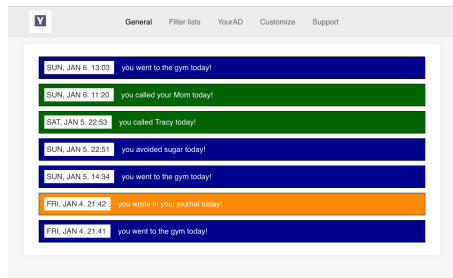 Y
General Filter lists YourAD Customize Support
SUN, JAN 6. 13:03 you went to the gym today!
SUN, JAN 6. 11:20 you called your Mom today!
SAT, JAN 5. 22:53 you called Tracy today!
SUN, JAN 5. 22:51 you avoided sugar today!
SUN, JAN 5. 14:34 you went to the gym today!
FRI, JAN 4. 21:42 you wrote in your journal today!
FRI, JAN 4. 21:41 you went to the gym today!